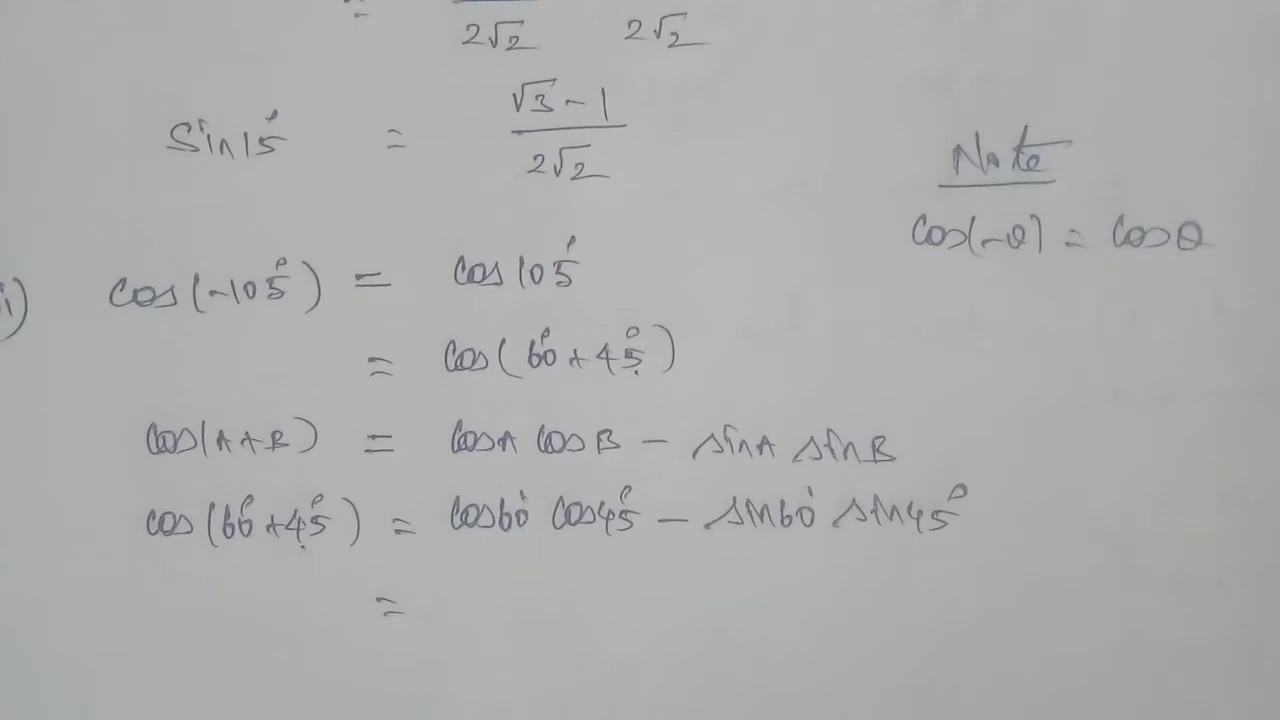 = 2√2 2√2
Sin15° = √3 - 1 / 2√2
Note
cos(-θ) = cosθ
i) cos(-105°) = cos105°
= cos(60° + 45°)
cos(A+B) = cosA cosB - sinA sinB
cos(60° + 45°) = cos60° cos45° - sin60° sin45°
=